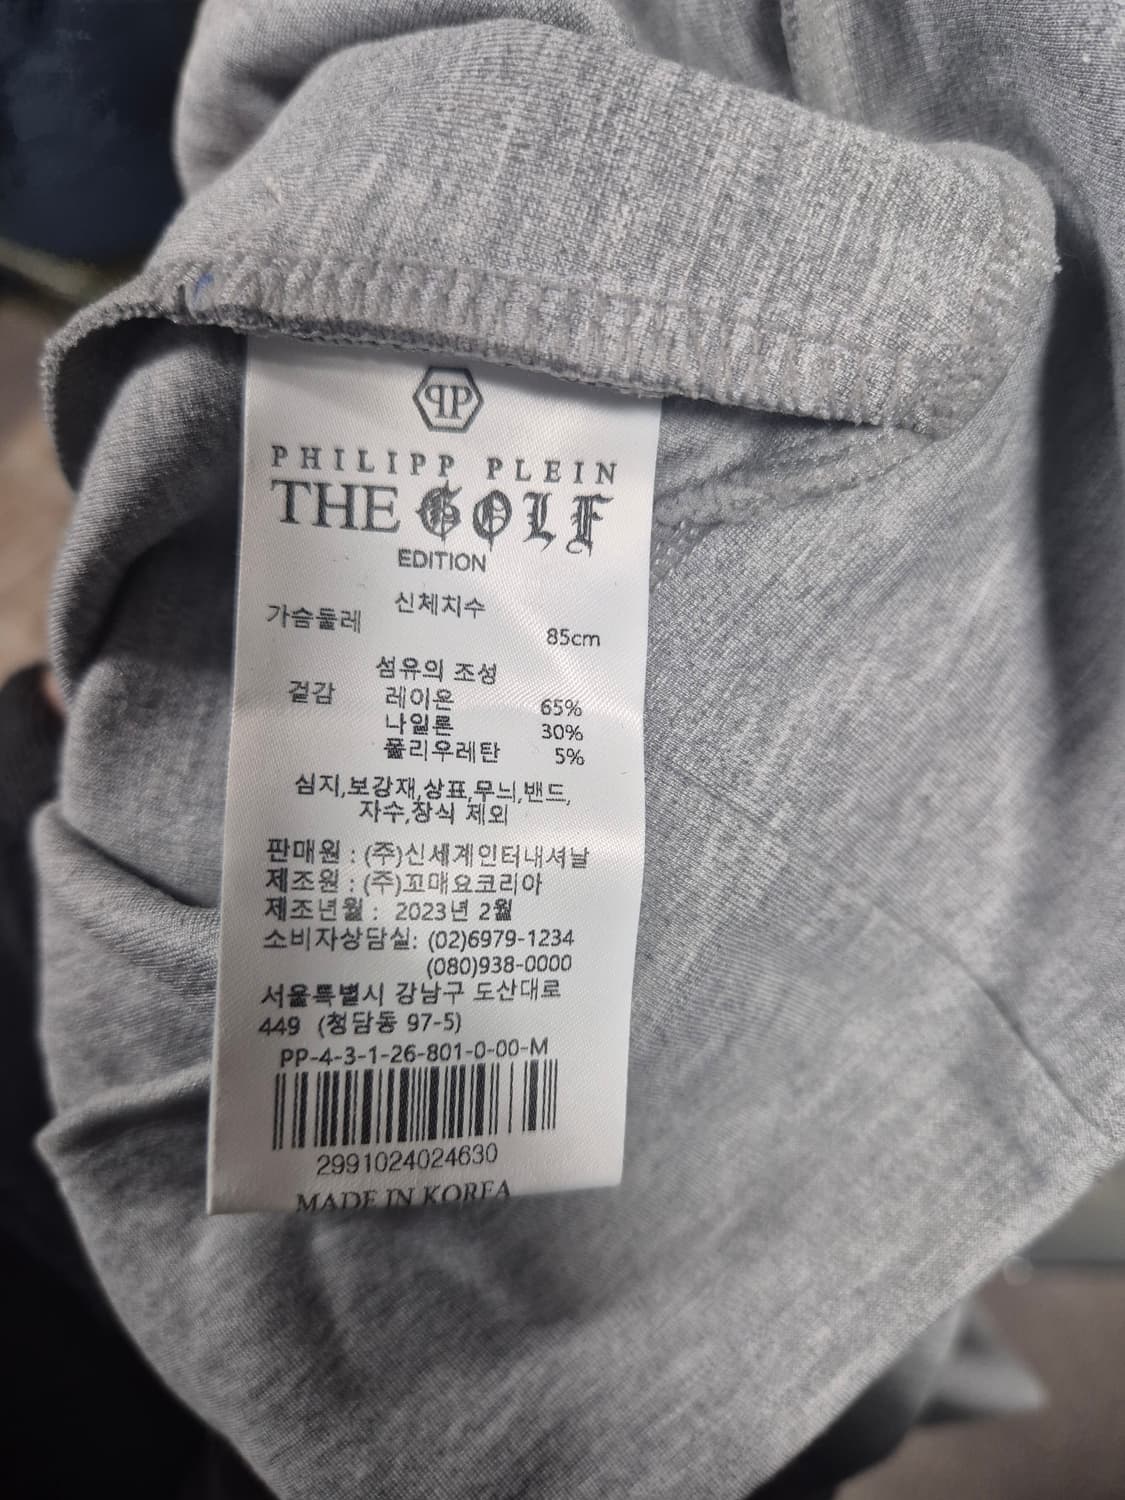 PP
PHILIPP PLEIN
THE GOLF
EDITION
신체치수
가슴둘레 85cm
섬유의 조성
겉감 레이온 65%
나일론 30%
폴리우레탄 5%
심지,보강재,상표,무늬,밴드,
자수,장식 제외
판매원 : (주)신세계인터내셔날
제조원 : (주)꼬매요코리아
제조년월 : 2023년 2월
소비자상담실: (02)6979-1234
(080)938-0000
서울특별시 강남구 도산대로
449 (청담동 97-5)
PP-4-3-1-26-801-0-00-M
2991024024630
MADE IN KOREA